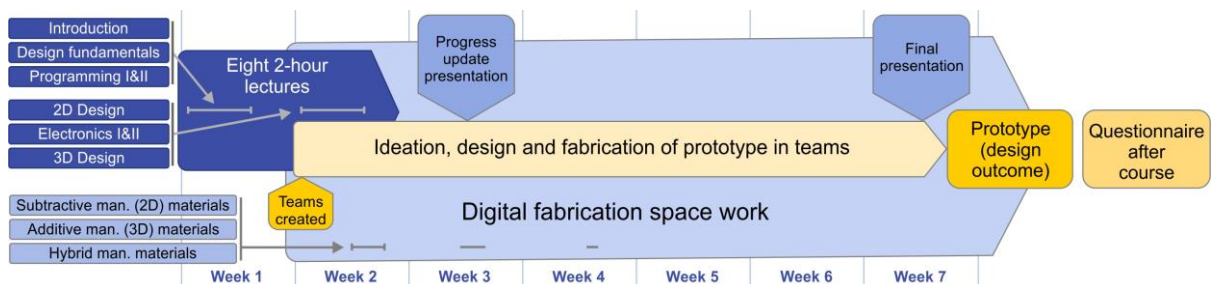 Introduction
Design fundamentals
Programming I&II
2D Design
Electronics I&II
3D Design
Subtractive man. (2D) materials
Additive man. (3D) materials
Hybrid man. materials
Eight 2-hour
lectures
Progress
update
presentation
Final
presentation
Ideation, design and fabrication of prototype in teams
Prototype
(design
outcome)
Questionnaire
after
course
Teams
created
Digital fabrication space work
Week 1
Week 2
Week 3
Week 4
Week 5
Week 6
Week 7